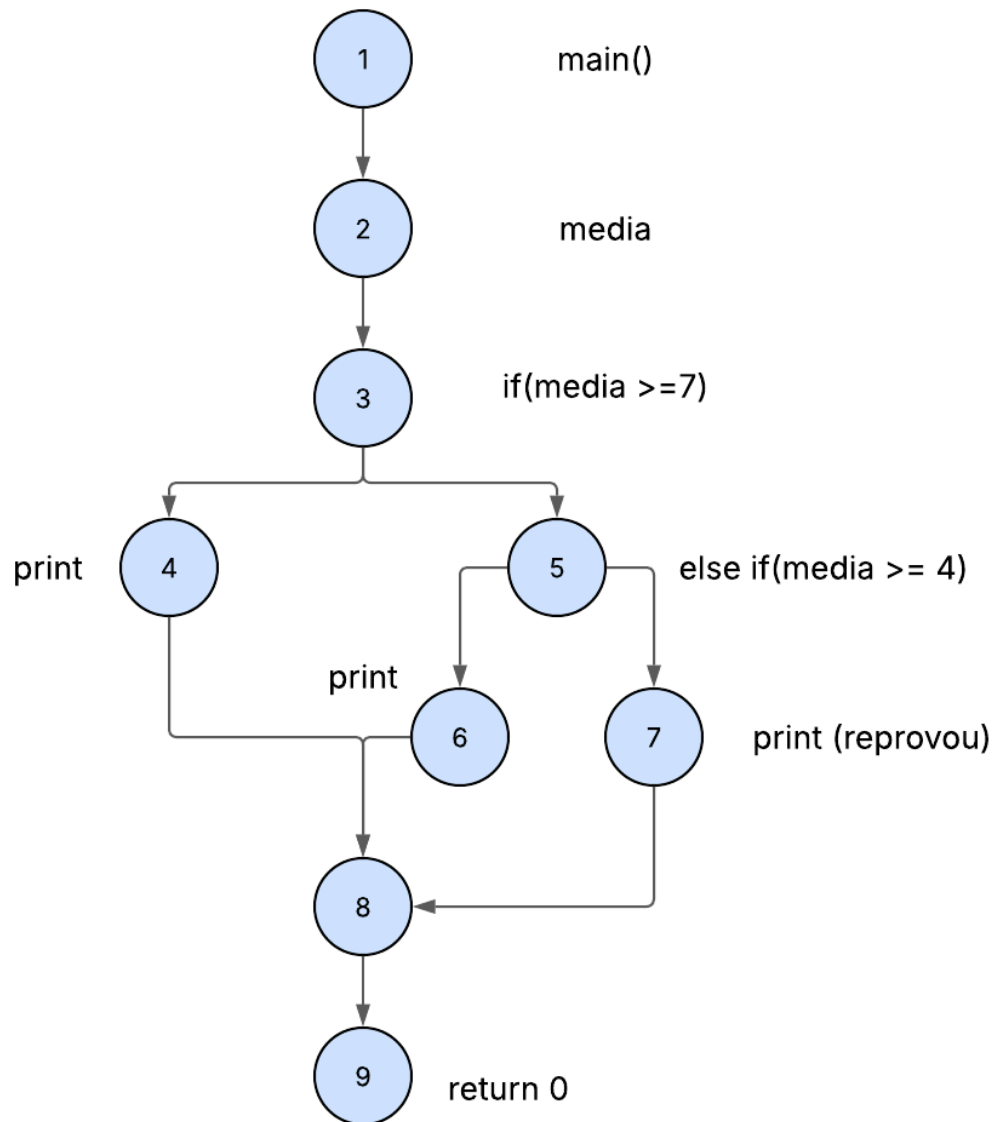 1
main()
2
media
3
if(media >=7)
print
4
5
else if(media >= 4)
print
6
7
print (reprovou)
8
9
return 0